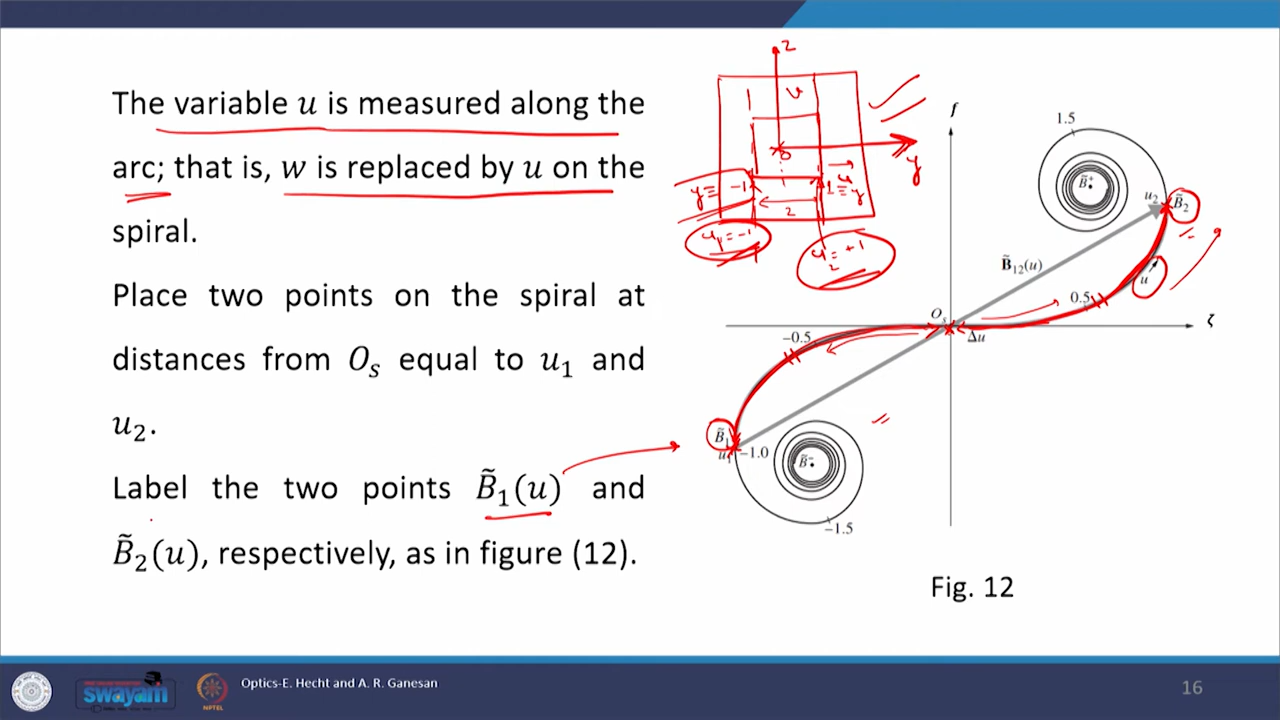 The variable u is measured along the
arc; that is, w is replaced by u on the
spiral.
Place two points on the spiral at
distances from Oₛ equal to u₁ and
u₂.
Label the two points B̃₁(u) and
B̃₂(u), respectively, as in figure (12).
z
y
y = -1
1 = y
2
u₁ = -1
u₂ = +1
f
1.5
B̃⁺
u₂
B̃₂
B̃₁₂(u)
u
0.5
Oₛ
ζ
Δu
-0.5
B̃₁
u₁
-1.0
B̃⁻
-1.5
Fig. 12
swayam
NPTEL
Optics-E. Hecht and A. R. Ganesan
16